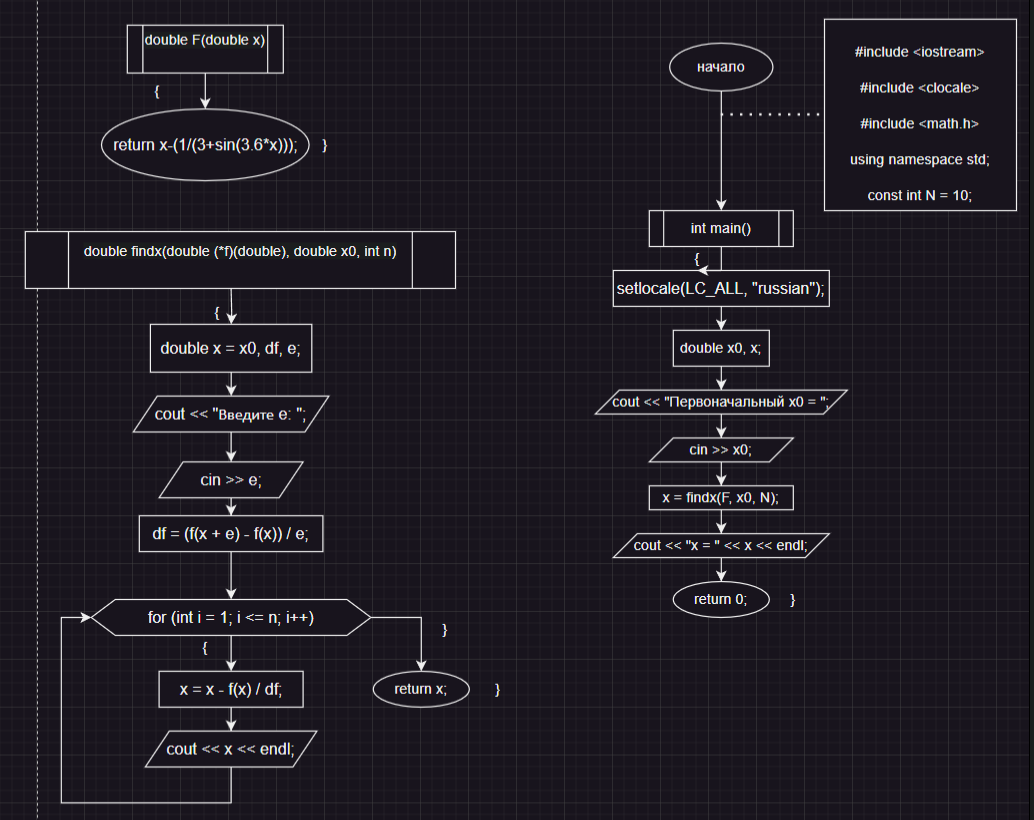 double F(double x)
{
return x-(1/(3+sin(3.6*x)));
}
double findx(double (*f)(double), double x0, int n)
{
double x = x0, df, e;
cout << "Введите e: ";
cin >> e;
df = (f(x + e) - f(x)) / e;
for (int i = 1; i <= n; i++)
{
x = x - f(x) / df;
cout << x << endl;
}
return x;
}
начало
#include <iostream>
#include <clocale>
#include <math.h>
using namespace std;
const int N = 10;
int main()
{
setlocale(LC_ALL, "russian");
double x0, x;
cout << "Первоначальный x0 = ";
cin >> x0;
x = findx(F, x0, N);
cout << "x = " << x << endl;
return 0;
}